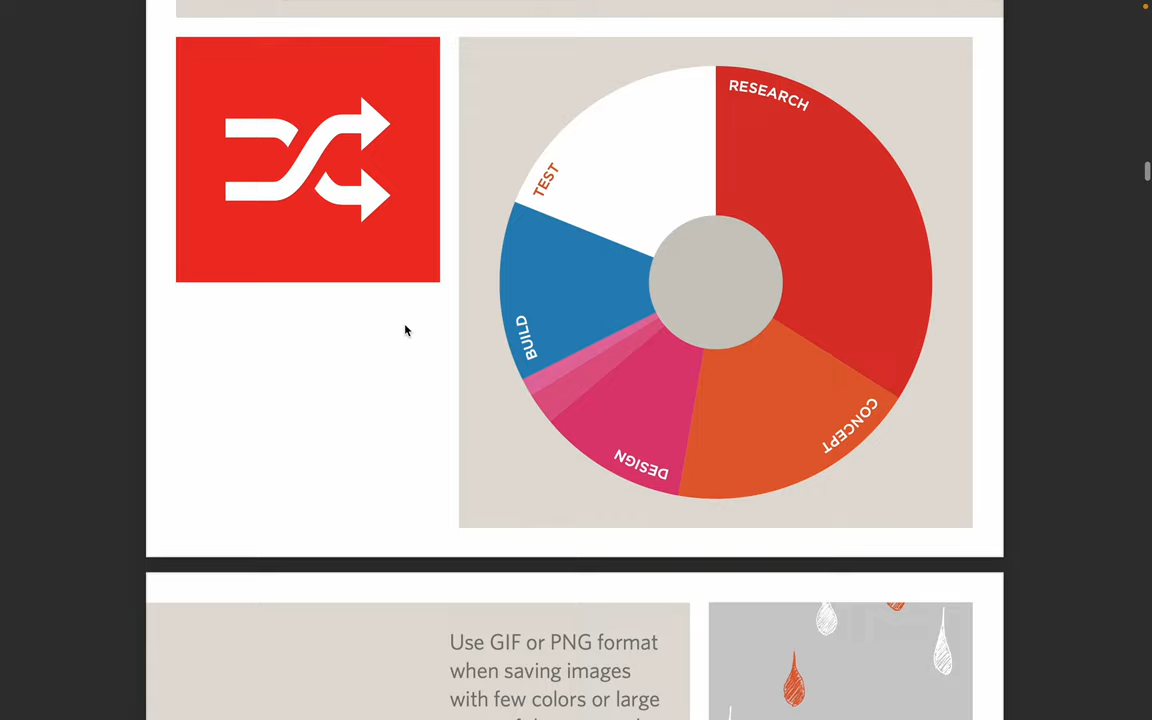 RESEARCH
TEST
BUILD
CONCEPT
DESIGN
Use GIF or PNG format
when saving images
with few colors or large